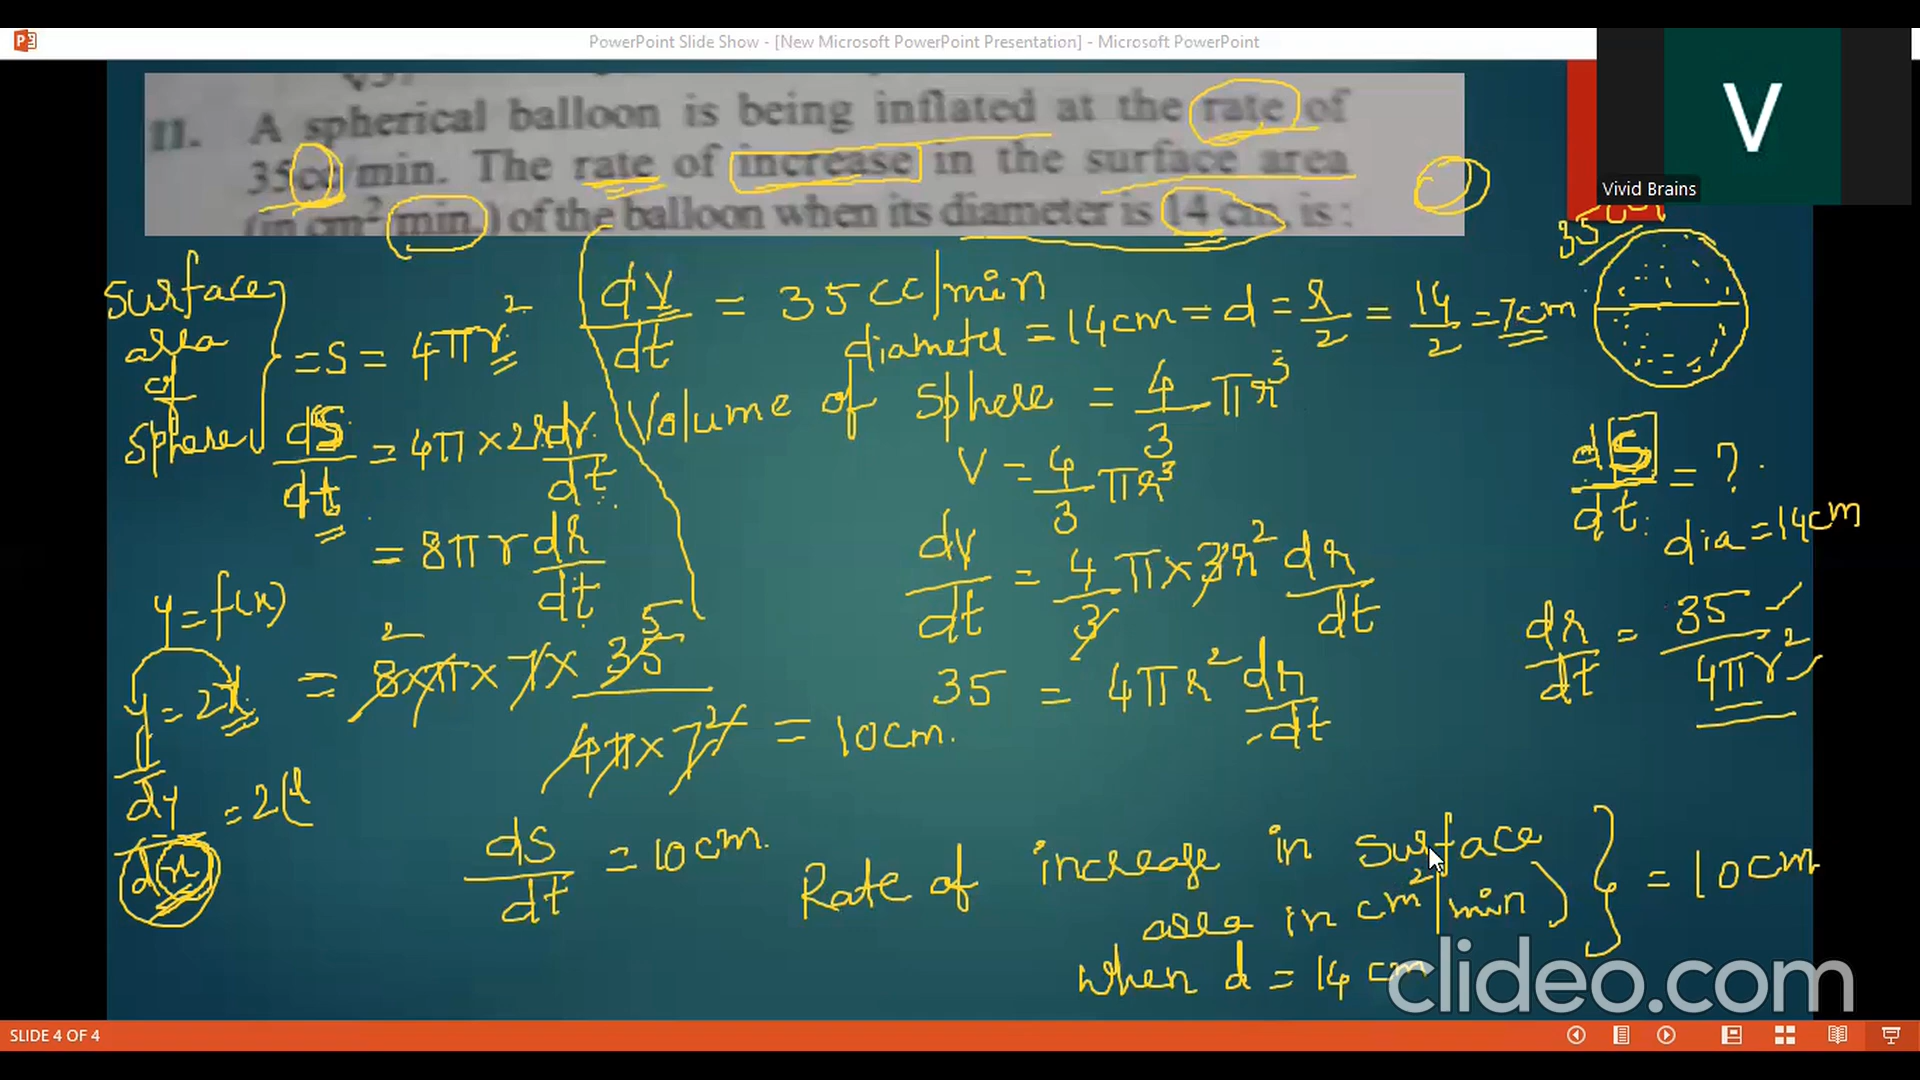 PowerPoint Slide Show - [New Microsoft PowerPoint Presentation] - Microsoft PowerPoint
V
Vivid Brains
11. A spherical balloon is being inflated at the rate of
35cc/min. The rate of increase in the surface area
(in cm² min.) of the balloon when its diameter is 14 cm, is :
Surface area of sphere } = S = 4πr²
dS/dt = 4π × 2r dr/dt
= 8πr dr/dt
= 8×π×7× 35/4π×7² = 10cm.
2
5
dS/dt = 10cm.
y = f(x)
y = 2x
dy/dx = 2(
dV/dt = 35cc/min
diameter = 14cm = d = r/2 = 14/2 = 7cm
Volume of Sphere = 4/3 πr³
V = 4/3 πr³
dV/dt = 4/3 π×3r² dr/dt
35 = 4πr² dr/dt
dS/dt = ?
dia = 14cm
dr/dt = 35/4πr²
Rate of increase in surface
area in cm²/min)
when d = 14 cm } = 10cm
clideo.com
SLIDE 4 OF 4